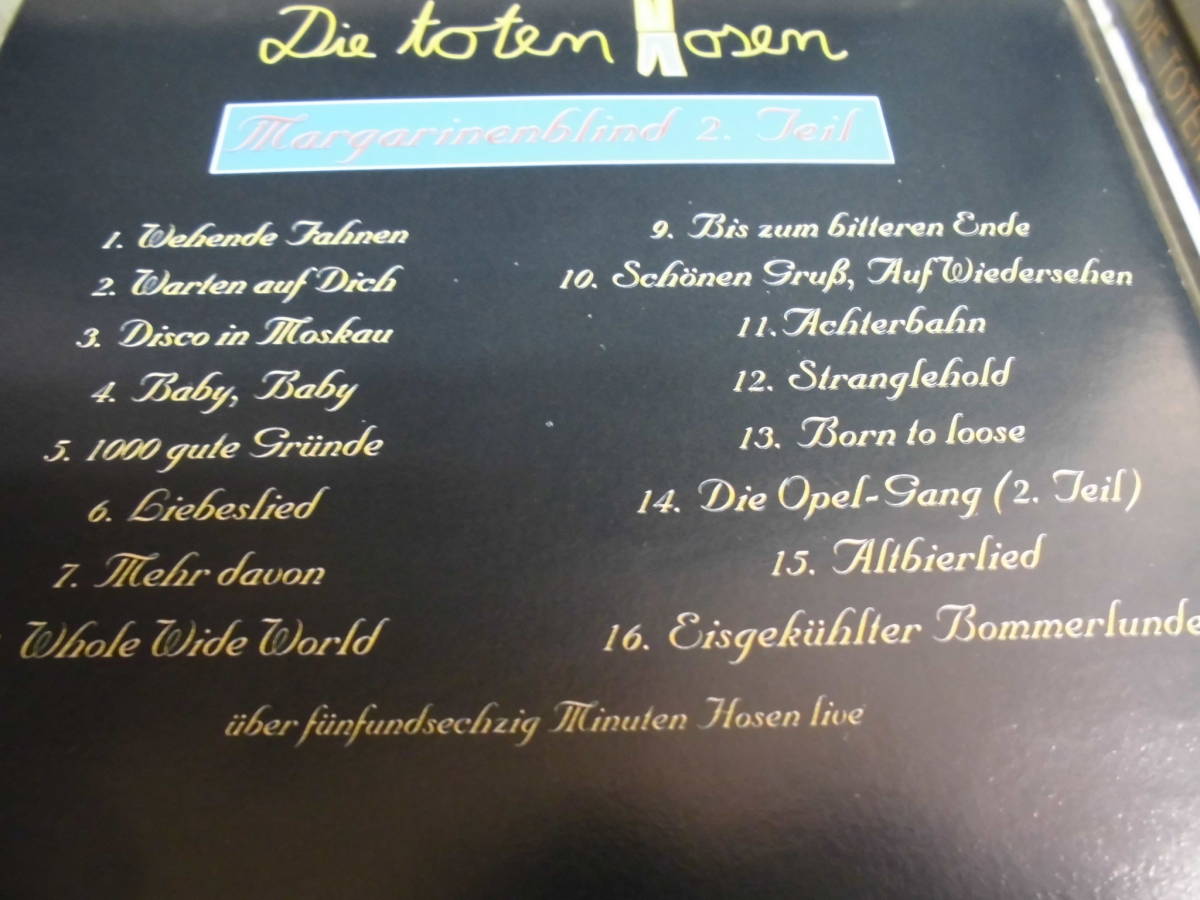 Die toten Hosen
Margarinenblind 2. Teil
1. Wehende Fahnen
2. Warten auf Dich
3. Disco in Moskau
4. Baby, Baby
5. 1000 gute Gründe
6. Liebeslied
7. Mehr davon
Whole Wide World
9. Bis zum bitteren Ende
10. Schönen Gruß, Auf Wiedersehen
11. Achterbahn
12. Stranglehold
13. Born to loose
14. Die Opel-Gang (2. Teil)
15. Altbierlied
16. Eisgekühlter Bommerlunde
über fünfundsechzig Minuten Hosen live
DIE TOTEN